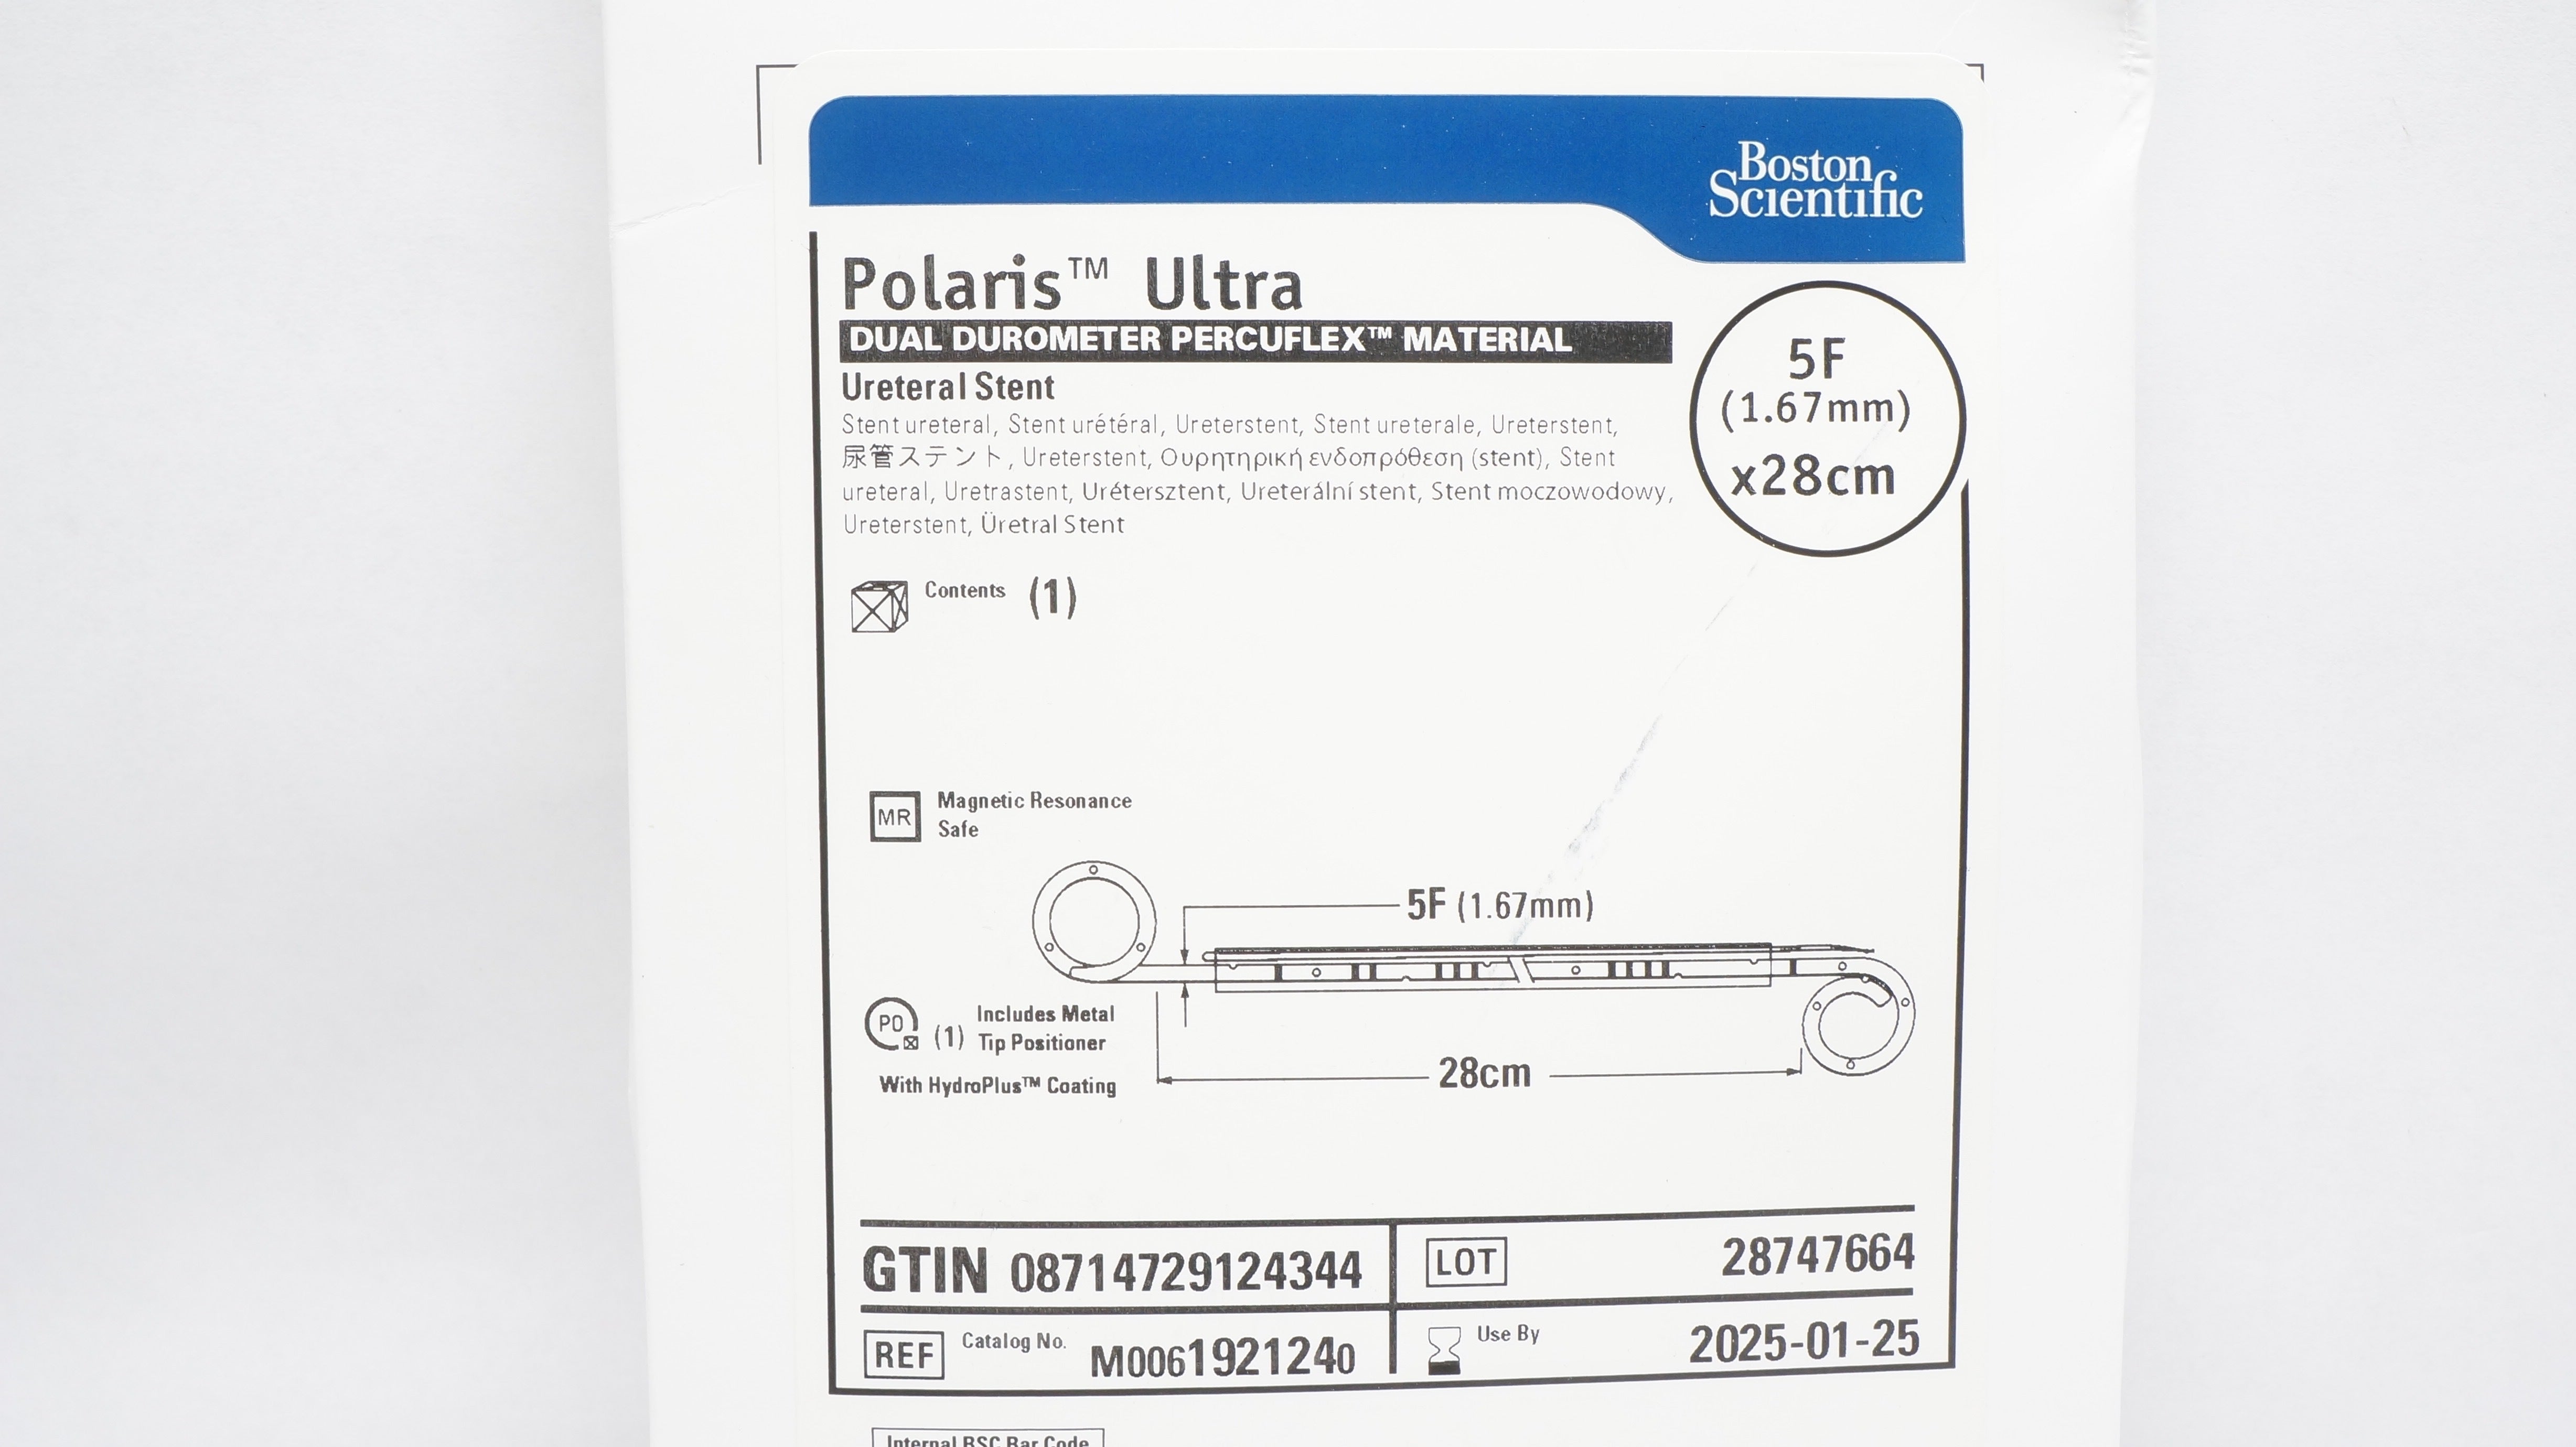 Boston
Scientific
Polaris™ Ultra
DUAL DUROMETER PERCUFLEX™ MATERIAL
Ureteral Stent
Stent ureteral, Stent urétéral, Ureterstent, Stent ureterale, Ureterstent,
尿管ステント, Ureterstent, Ουρητηρική ενδοπρόθεση (stent), Stent
ureteral, Uretrastent, Urétersztent, Ureterální stent, Stent moczowodowy,
Ureterstent, Üretral Stent
5F
(1.67mm)
x28cm
Contents (1)
MR Magnetic Resonance
Safe
5F (1.67mm)
PO (1) Includes Metal
Tip Positioner
With HydroPlus™ Coating
28cm
GTIN 08714729124344
LOT 28747664
REF Catalog No. M0061921240
Use By 2025-01-25
Internal BSC Bar Code